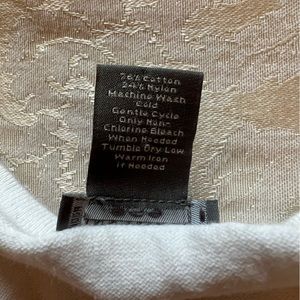 76% Cotton
24% Nylon
Machine Wash
Cold
Gentle Cycle
Only Non-
Chlorine Bleach
When Needed
Tumble Dry Low
Warm Iron
if Needed